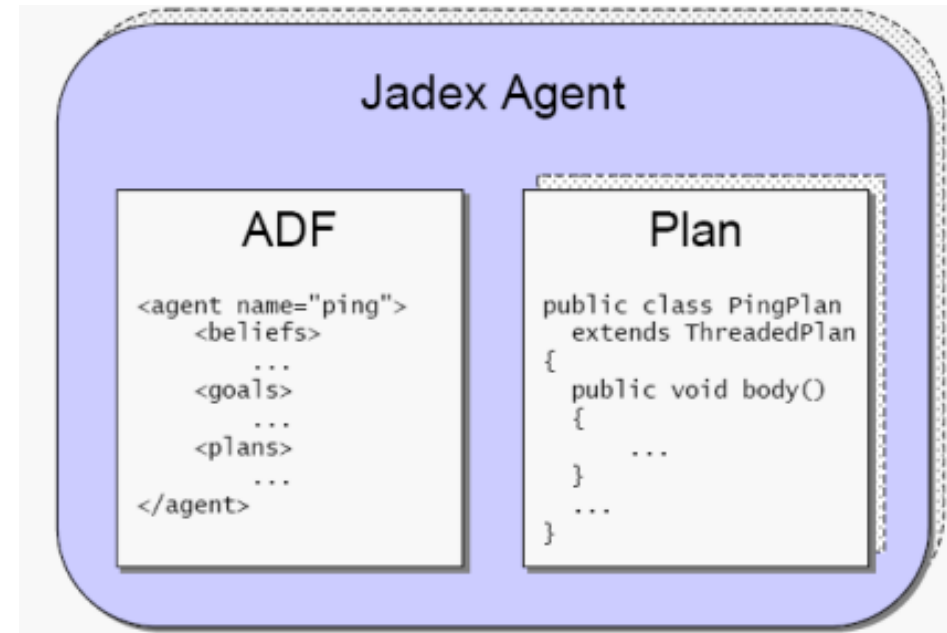 Jadex Agent
ADF
<agent name="ping">
    <beliefs>
        ...
    <goals>
        ...
    <plans>
        ...
</agent>
Plan
public class PingPlan
  extends ThreadedPlan
{
  public void body()
  {
      ...
  }
  ...
}